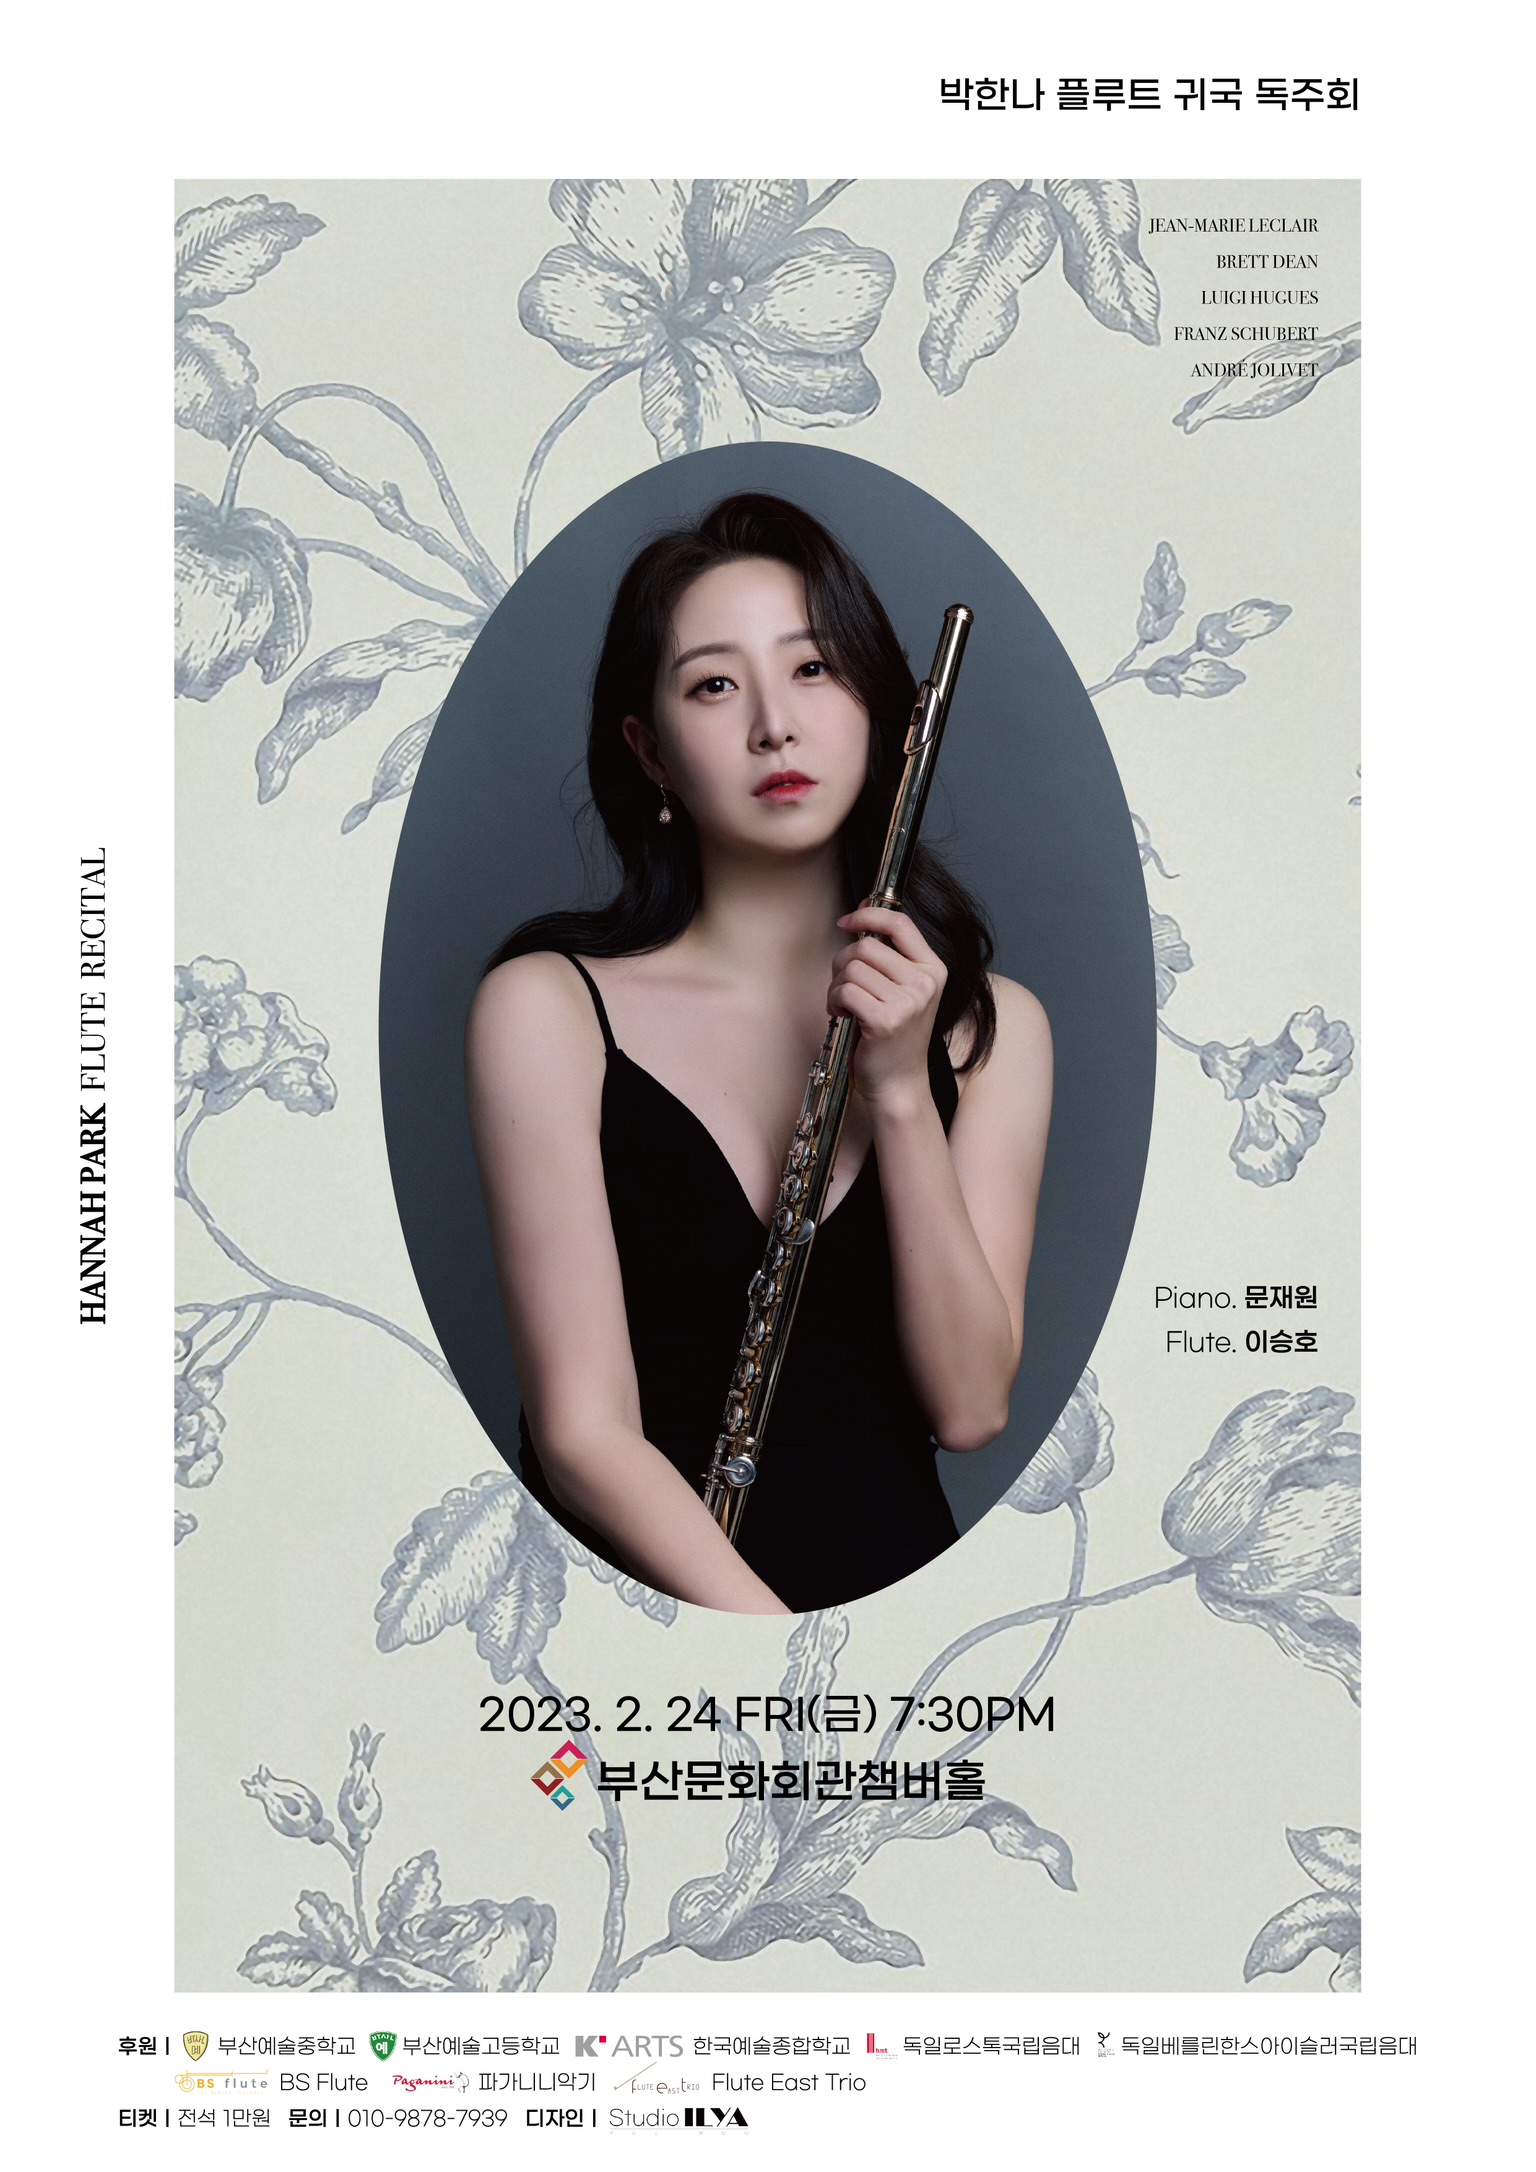 박한나 플루트 귀국 독주회
JEAN-MARIE LECLAIR
BRETT DEAN
LUIGI HUGUES
FRANZ SCHUBERT
ANDRÉ JOLIVET
HANNAH PARK FLUTE RECITAL
Piano. 문재원
Flute. 이승호
2023. 2. 24 FRI(금) 7:30PM
부산문화회관챔버홀
후원 | 부산예술중학교 부산예술고등학교 K ARTS 한국예술종합학교 hmt 독일로스톡국립음대 독일베를린한스아이슬러국립음대
BS flute BS Flute Paganini 파가니니악기 FLUTE EAST TRIO Flute East Trio
티켓 | 전석 1만원 문의 | 010-9878-7939 디자인 | Studio ILYA